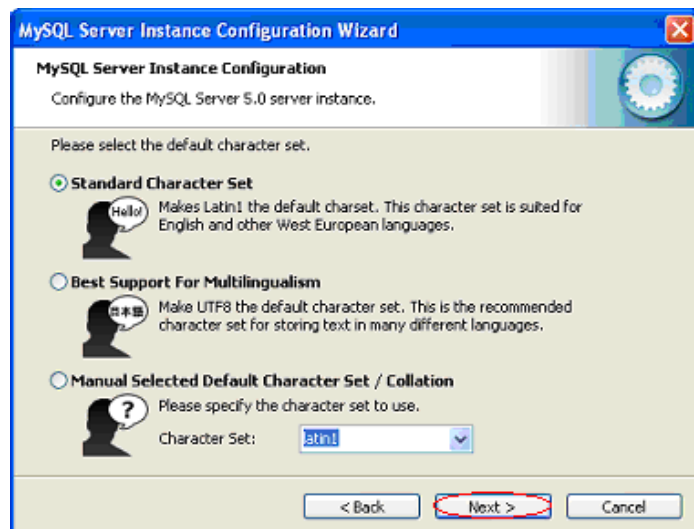 MySQL Server Instance Configuration Wizard
MySQL Server Instance Configuration
Configure the MySQL Server 5.0 server instance.
Please select the default character set.
Standard Character Set
Hello!
Makes Latin1 the default charset. This character set is suited for
English and other West European languages.
Best Support For Multilingualism
日本語
Make UTF8 the default character set. This is the recommended
character set for storing text in many different languages.
Manual Selected Default Character Set / Collation
?
Please specify the character set to use.
Character Set:
latin1
< Back
Next >
Cancel